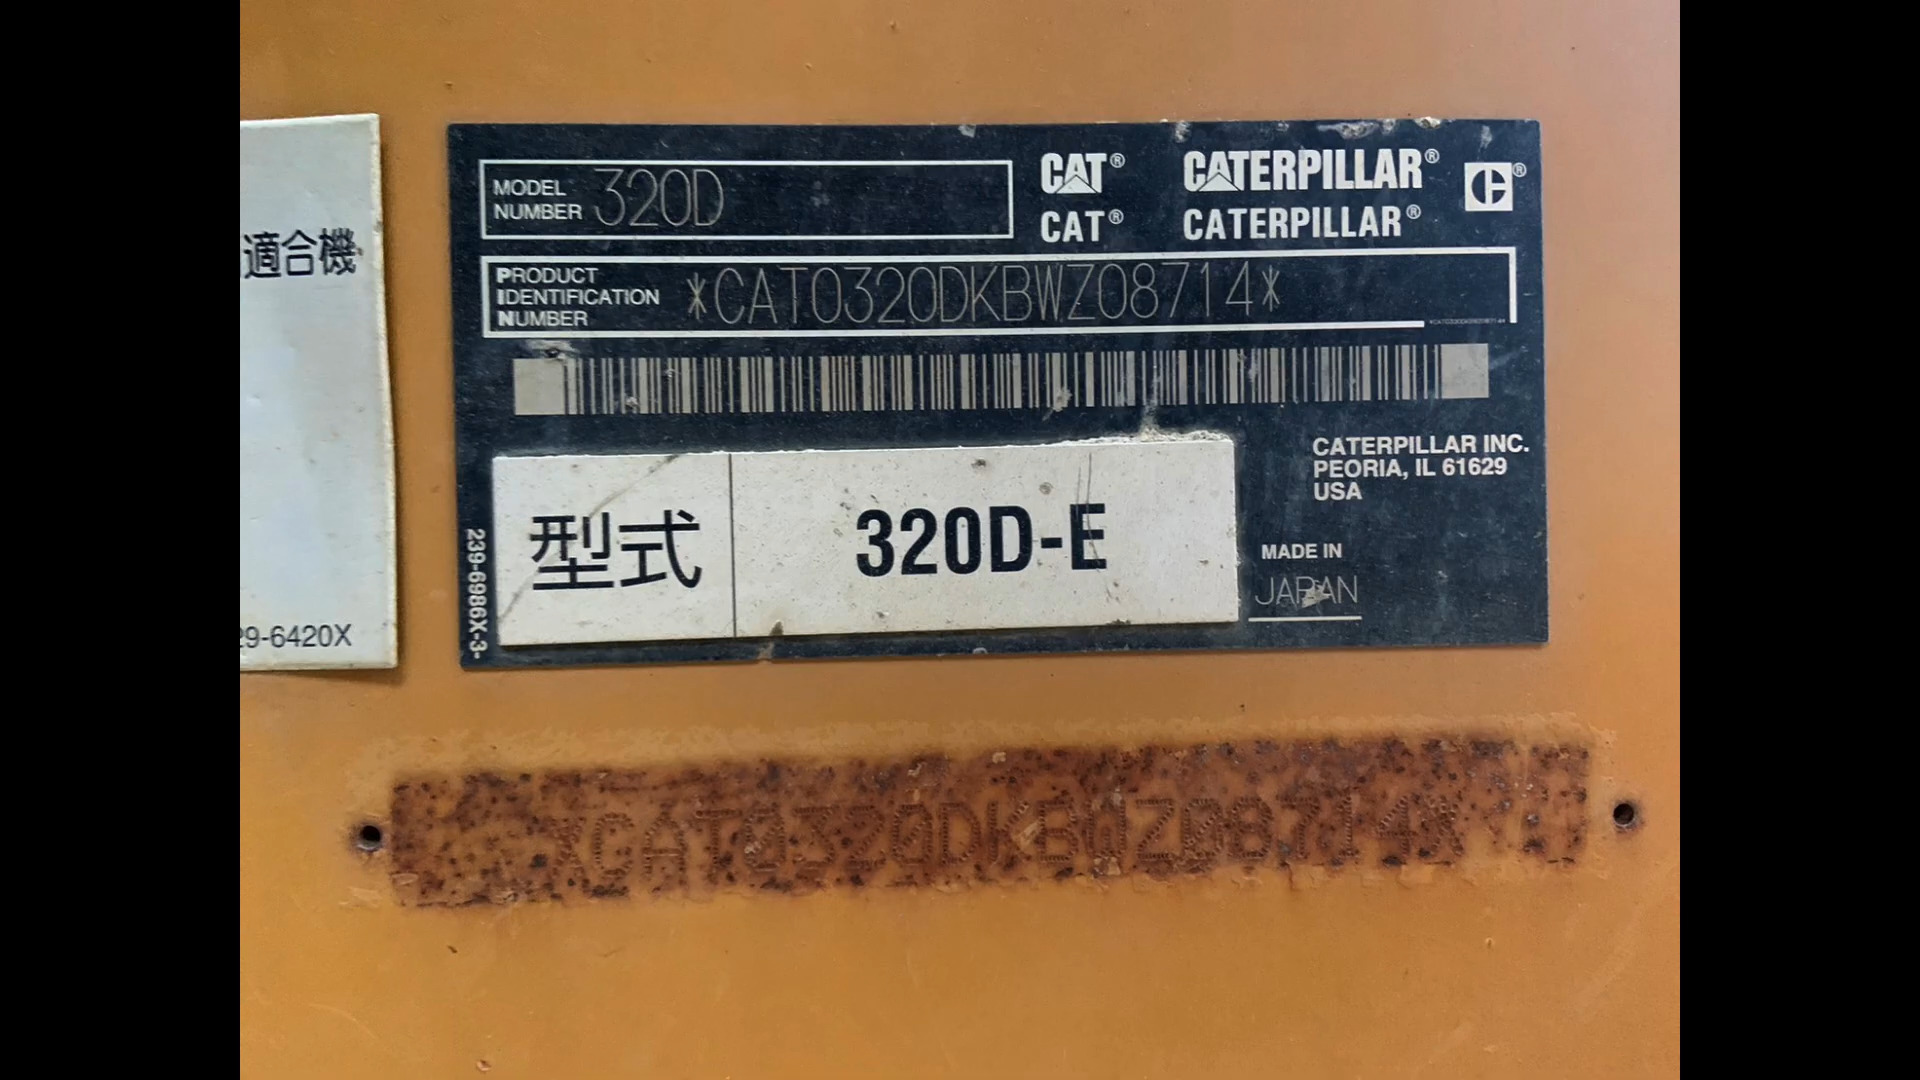 適合機
29-6420X
MODEL NUMBER 320D
CAT® CATERPILLAR®
CAT® CATERPILLAR®
PRODUCT IDENTIFICATION NUMBER *CAT0320DKBWZ08714*
型式 320D-E
239-6986X-3-
CATERPILLAR INC.
PEORIA, IL 61629
USA
MADE IN
JAPAN
*CAT0320DKBWZ08714*